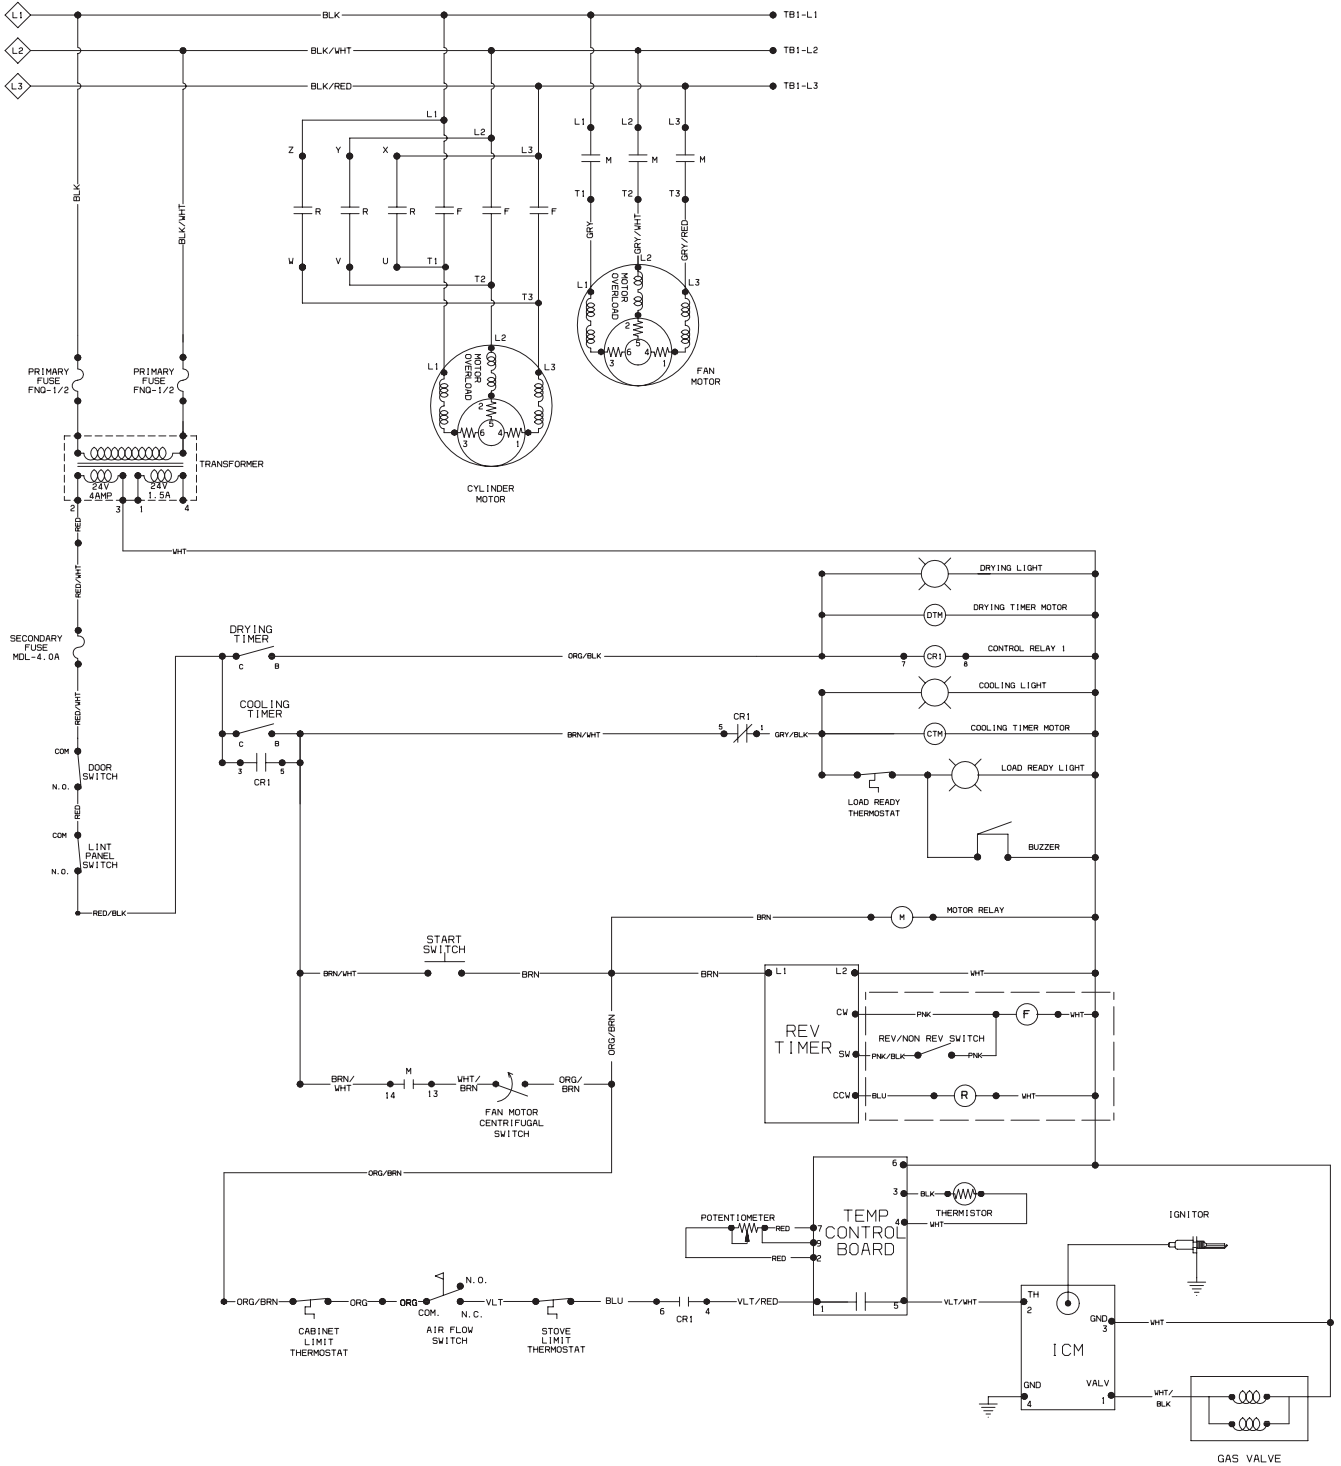 L1
BLK
TB1-L1
L2
BLK/WHT
TB1-L2
L3
BLK/RED
TB1-L3
L1
L2
L3
L1
L2
L3
Z
Y
X
M
M
M
BLK
BLK/WHT
R
R
R
F
F
F
T1
T2
T3
GRY
GRY/WHT
GRY/RED
W
V
U
T1
T2
T3
L1
L2
L3
MOTOR
OVERLOAD
2
5
3
6
4
1
FAN
MOTOR
L1
L2
L3
MOTOR
OVERLOAD
2
5
3
6
4
1
CYLINDER
MOTOR
PRIMARY
FUSE
FNQ-1/2
PRIMARY
FUSE
FNQ-1/2
TRANSFORMER
24V
4AMP
24V
1.5A
2
3
1
4
RED
WHT
RED/WHT
SECONDARY
FUSE
MDL-4.0A
RED/WHT
COM
DOOR
SWITCH
N.O.
RED
COM
LINT
PANEL
SWITCH
N.O.
RED/BLK
DRYING
TIMER
C
B
ORG/BLK
DRYING LIGHT
DTM
DRYING TIMER MOTOR
7
CR1
8
CONTROL RELAY 1
COOLING
TIMER
C
B
3
5
CR1
BRN/WHT
CR1
5
1
GRY/BLK
COOLING LIGHT
CTM
COOLING TIMER MOTOR
LOAD READY
THERMOSTAT
LOAD READY LIGHT
BUZZER
BRN
M
MOTOR RELAY
START
SWITCH
BRN/WHT
BRN
BRN
L1
L2
WHT
ORG/BRN
REV
TIMER
CW
PNK
F
WHT
REV/NON REV SWITCH
SW
PNK/BLK
PNK
CCW
BLU
R
WHT
BRN/
WHT
M
14
13
WHT/
BRN
ORG/
BRN
FAN MOTOR
CENTRIFUGAL
SWITCH
ORG/BRN
TEMP
CONTROL
BOARD
6
3
BLK
THERMISTOR
4
WHT
POTENTIOMETER
RED
7
9
RED
2
IGNITOR
ORG/BRN
CABINET
LIMIT
THERMOSTAT
ORG
ORG
COM.
N.O.
N.C.
AIR FLOW
SWITCH
VLT
STOVE
LIMIT
THERMOSTAT
BLU
6
4
CR1
VLT/RED
1
5
VLT/WHT
TH
2
GND
3
WHT
ICM
GND
4
VALV
1
WHT/
BLK
GAS VALVE